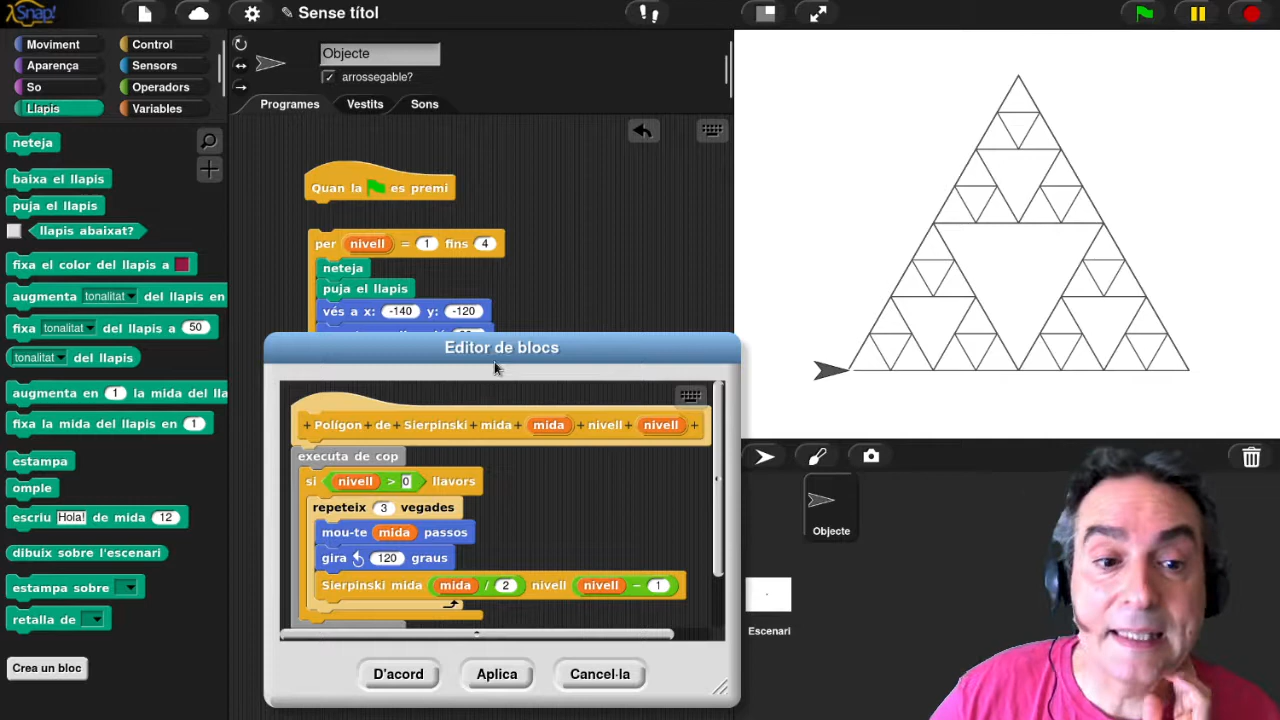 Snap!
Sense títol
Moviment
Control
Aparença
Sensors
So
Operadors
Llapis
Variables
neteja
baixa el llapis
puja el llapis
llapis abaixat?
fixa el color del llapis a
augmenta tonalitat del llapis en
fixa tonalitat del llapis a 50
tonalitat del llapis
augmenta en 1 la mida del lla
fixa la mida del llapis en 1
estampa
omple
escriu Hola! de mida 12
dibuix sobre l'escenari
estampa sobre
retalla de
Crea un bloc
Objecte
arrossegable?
Programes
Vestits
Sons
Quan la es premi
per nivell = 1 fins 4
neteja
puja el llapis
vés a x: -140 y: -120
Editor de blocs
+ Polígon + de + Sierpinski + mida + mida + nivell + nivell +
executa de cop
si nivell > 0 llavors
repeteix 3 vegades
mou-te mida passos
gira 120 graus
Sierpinski mida mida / 2 nivell nivell − 1
D'acord
Aplica
Cancel·la
Objecte
Escenari